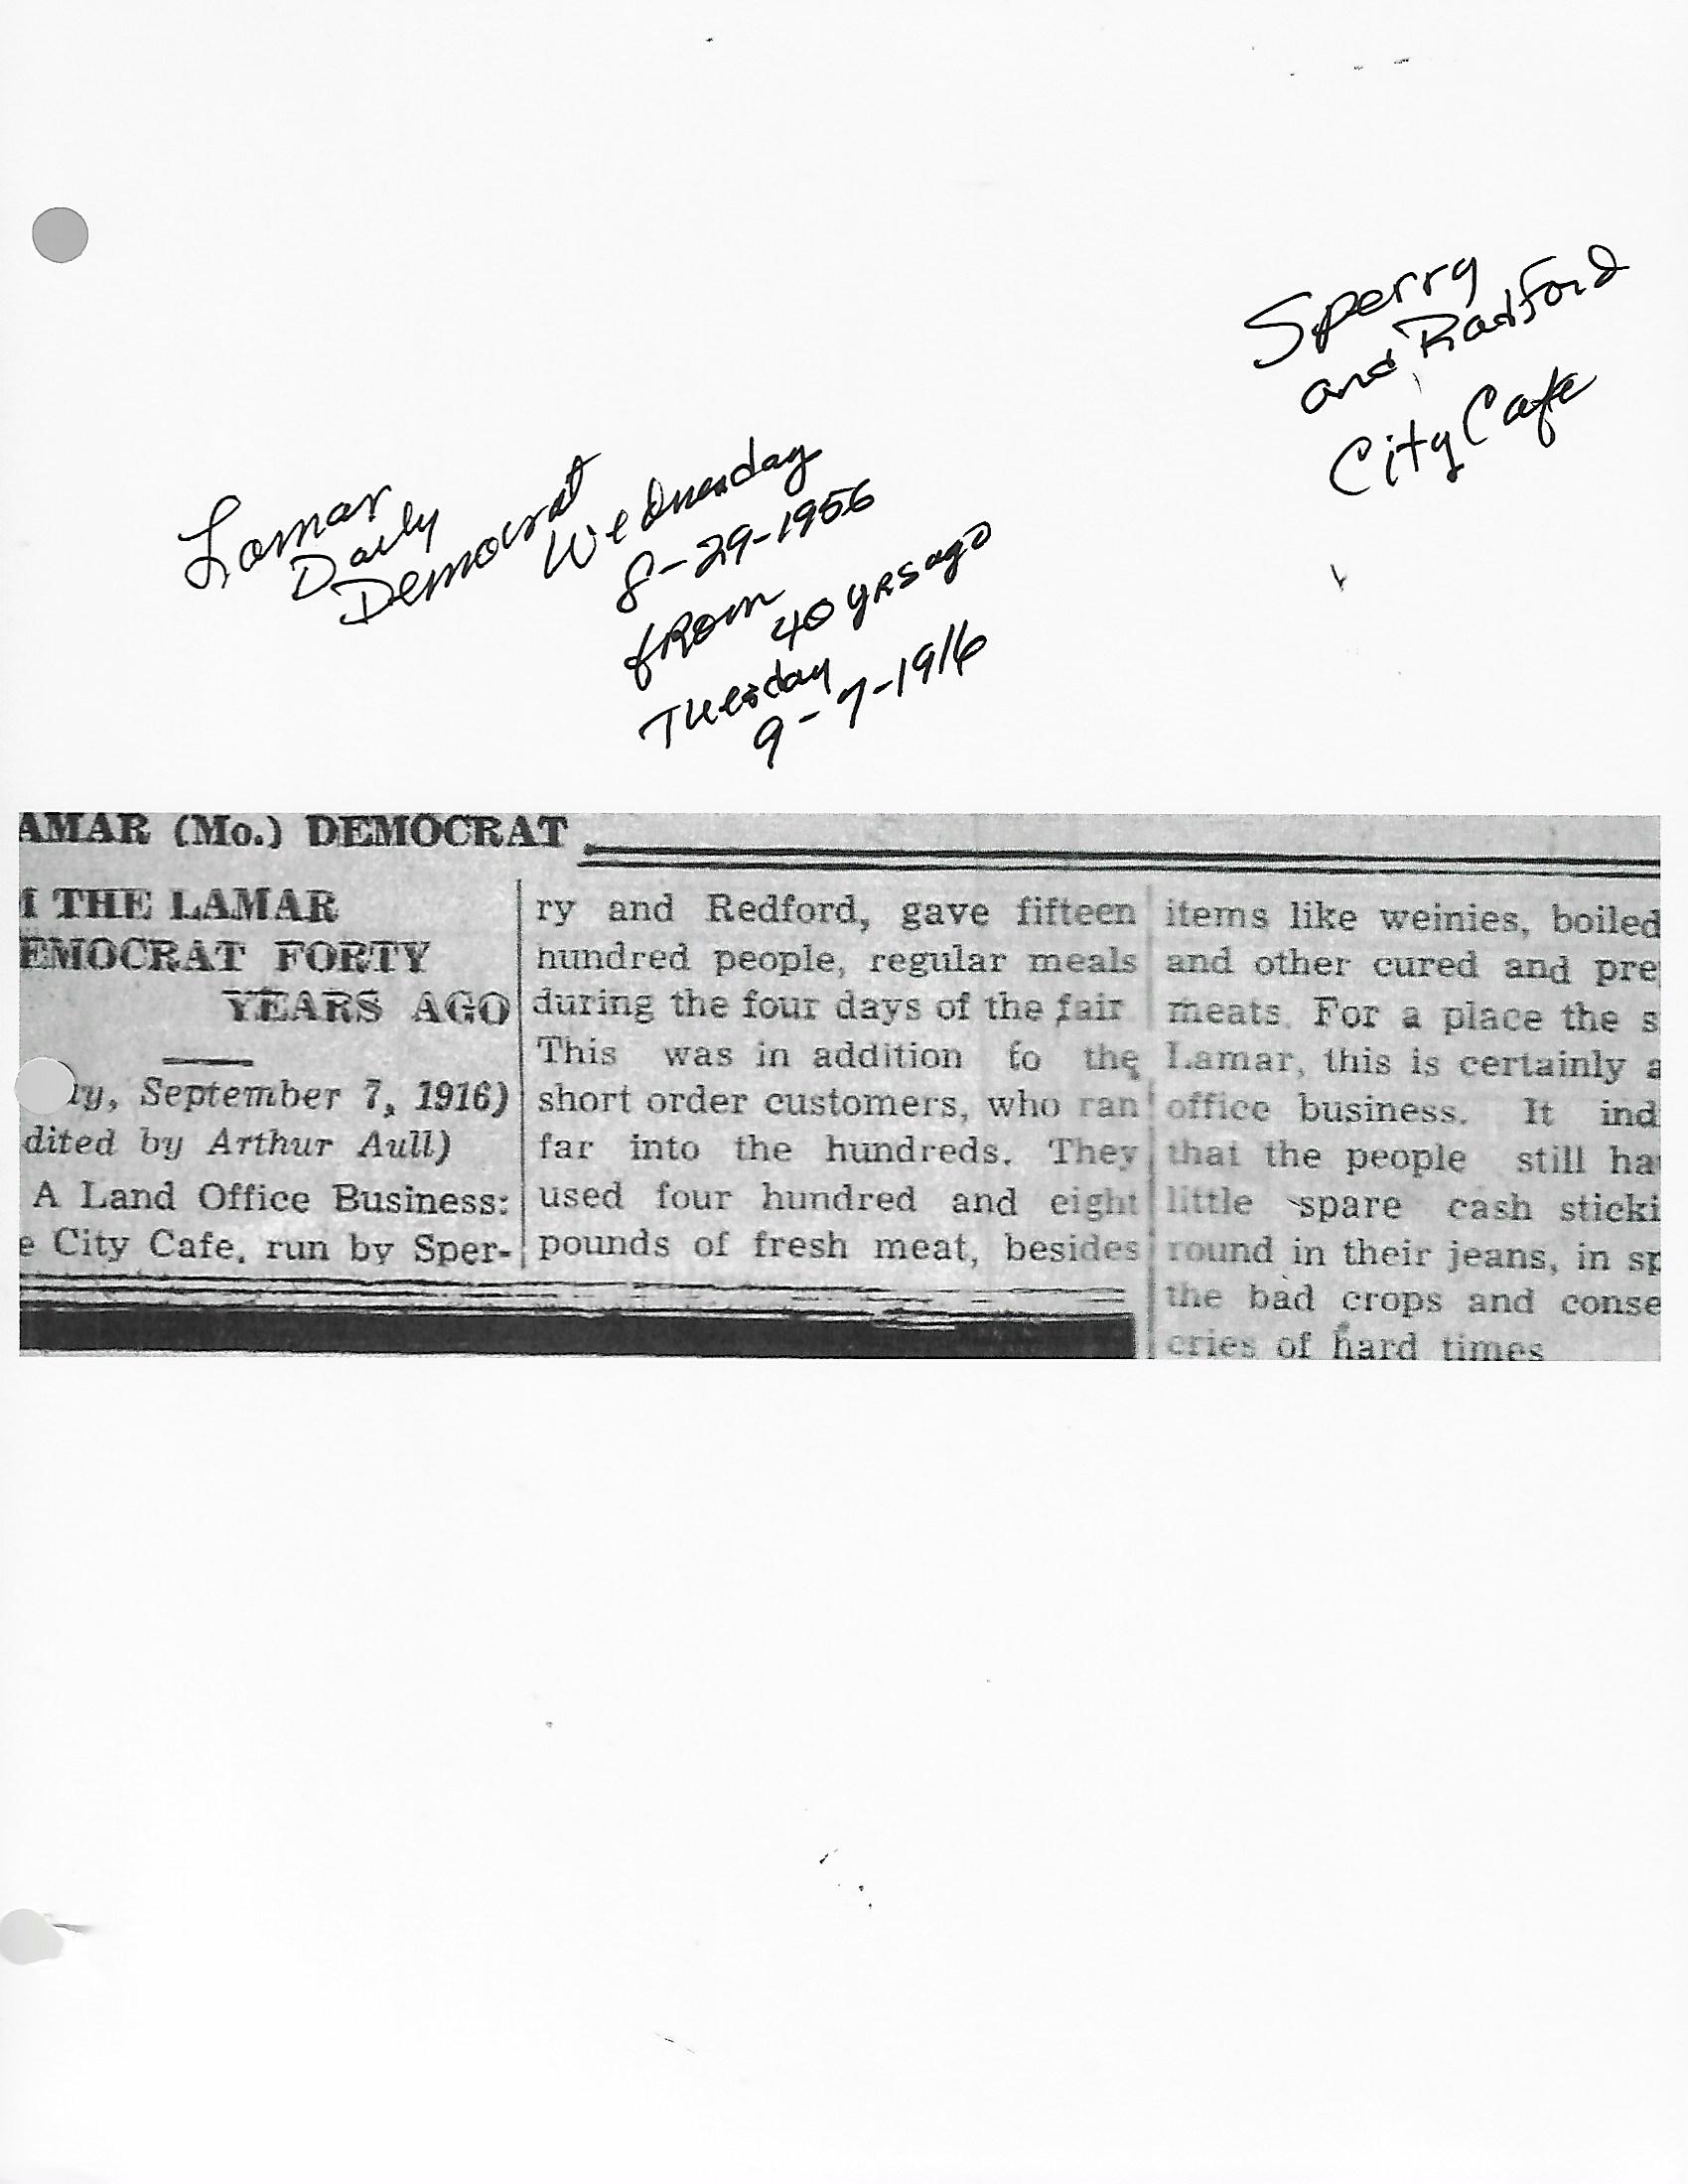 Sperry
and Radford
City Cafe
Lamar
Daily
Democrat
Wednesday
8-29-1956
from
40 yrs ago
Tuesday
9-7-1916
AMAR (Mo.) DEMOCRAT
THE LAMAR
EMOCRAT FORTY
YEARS AGO
ry, September 7, 1916)
dited by Arthur Aull)
A Land Office Business:
e City Cafe, run by Sper-
ry and Redford, gave fifteen
hundred people, regular meals
during the four days of the fair
This was in addition to the
short order customers, who ran
far into the hundreds. They
used four hundred and eight
pounds of fresh meat, besides
items like weinies, boiled
and other cured and pre
meats. For a place the s
Lamar, this is certainly a
office business. It ind
that the people still ha
little spare cash sticki
round in their jeans, in sp
the bad crops and conse
cries of hard times